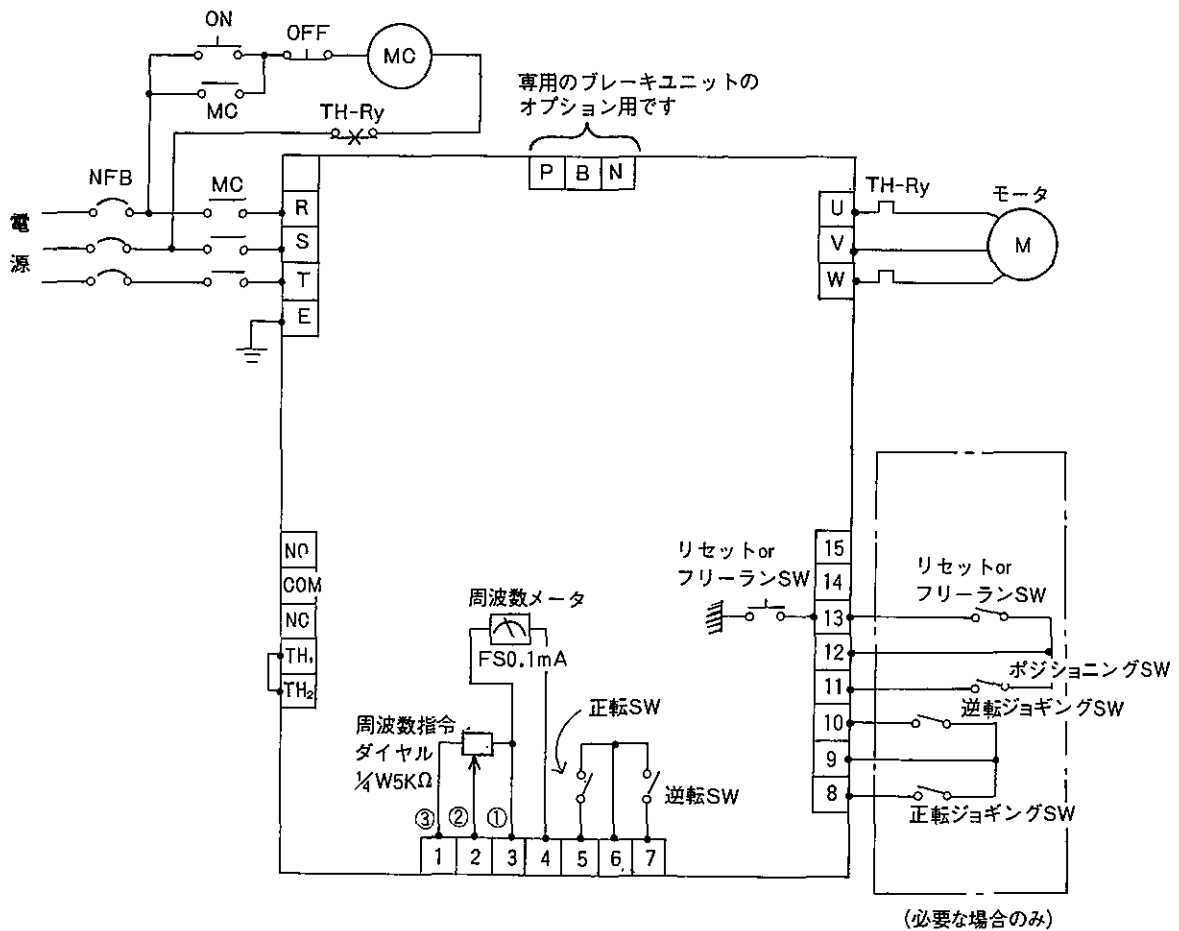 ON
OFF
MC
MC
TH-Ry
専用のブレーキユニットの
オプション用です
P B N
NFB
MC
電
源
R
S
T
E
U
V
W
TH-Ry
モータ
M
NO
COM
NC
TH₁
TH₂
周波数メータ
FS0.1mA
周波数指令
ダイヤル
¼W5KΩ
③ ② ①
正転SW
逆転SW
1 2 3 4 5 6 7
リセットor
フリーランSW
15
14
13
12
11
10
9
8
リセットor
フリーランSW
ポジショニングSW
逆転ジョギングSW
正転ジョギングSW
(必要な場合のみ)